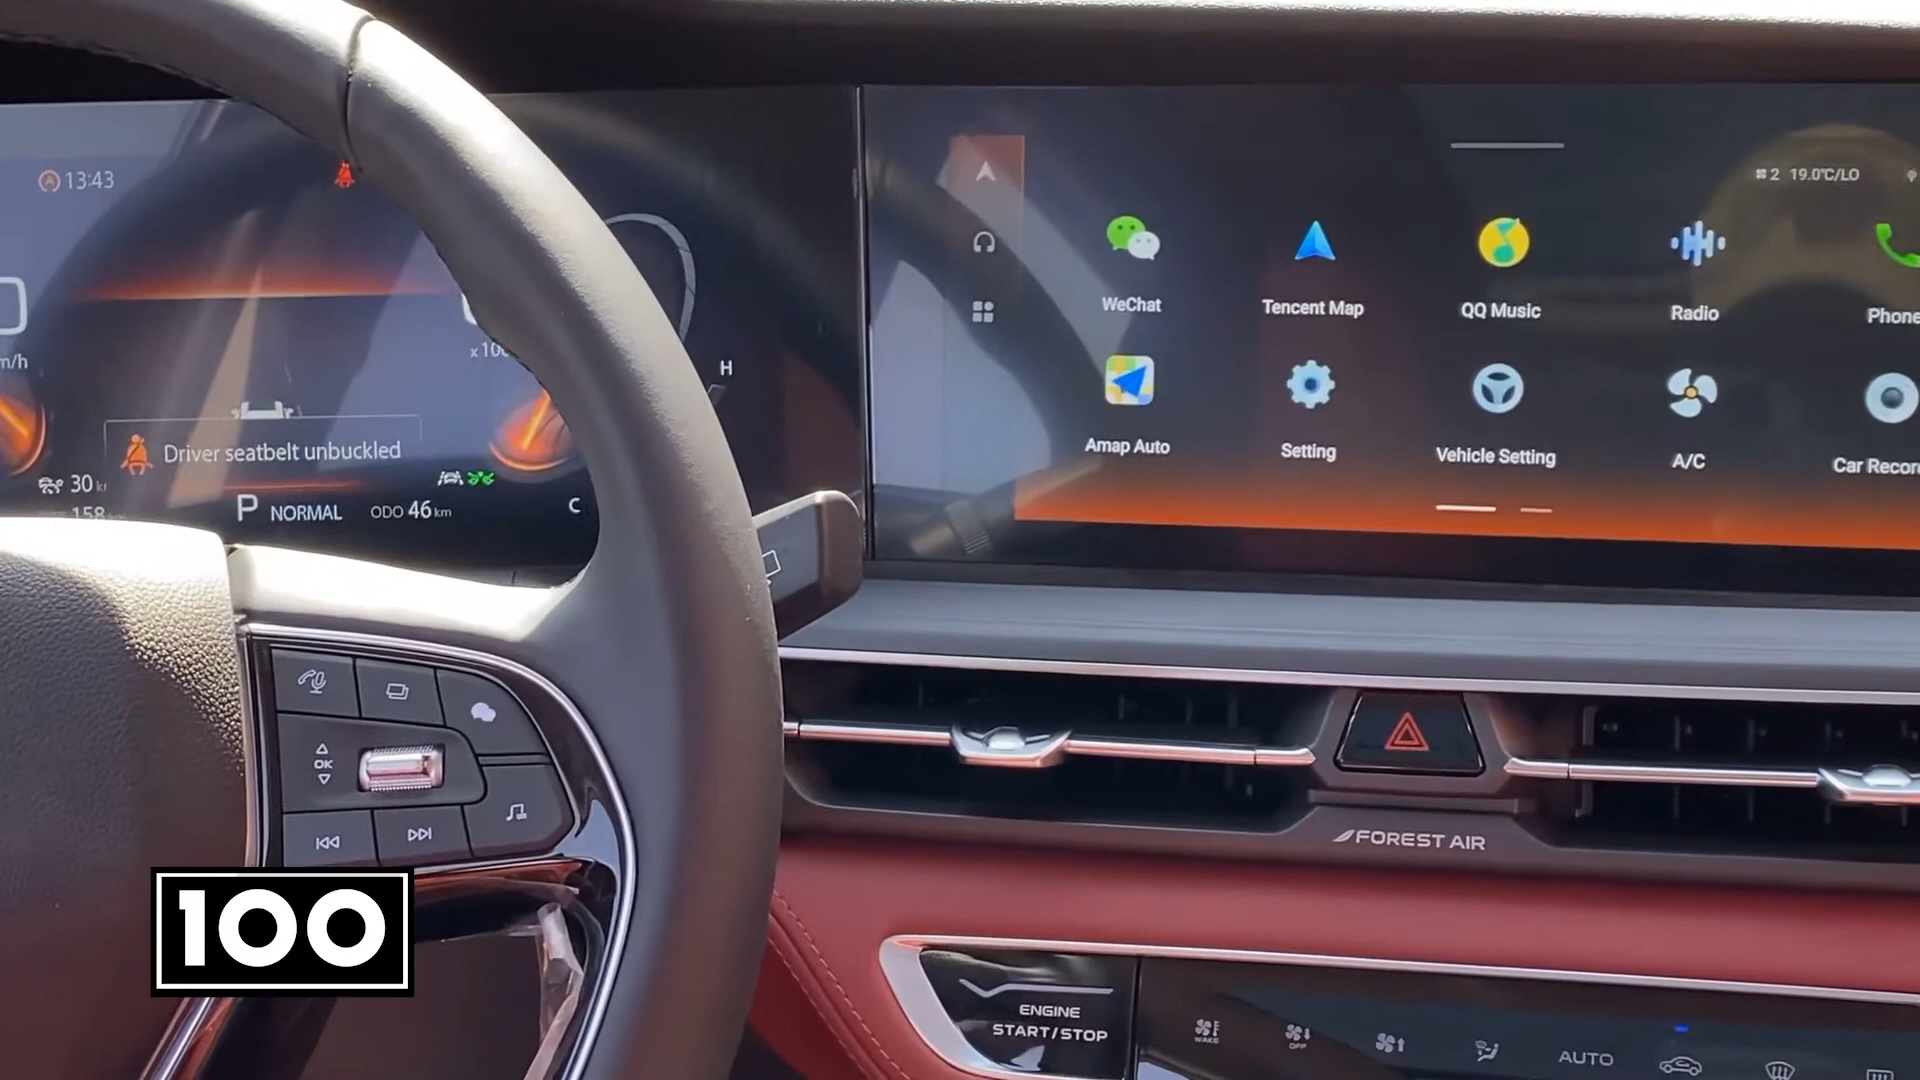 13:43
Driver seatbelt unbuckled
30
158
P NORMAL ODO 46 km
H
C
2 19.0℃/LO
WeChat
Tencent Map
QQ Music
Radio
Phone
Amap Auto
Setting
Vehicle Setting
A/C
Car Recor
OK
FOREST AIR
100
ENGINE
START/STOP
OFF
AUTO